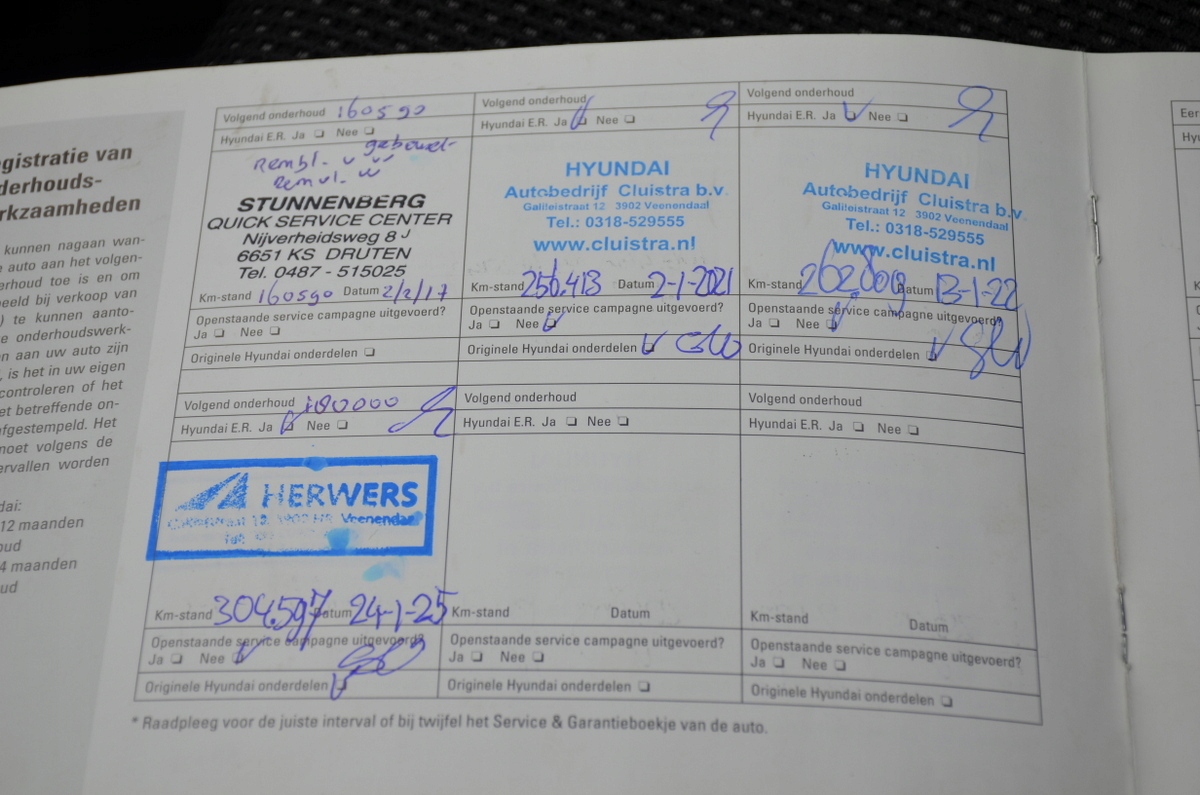 egistratie van
derhouds-
rkzaamheden
kunnen nagaan wan-
e auto aan het volgen-
erhoud toe is en om
eeld bij verkoop van
) te kunnen aanto-
e onderhoudswerk-
en aan uw auto zijn
, is het in uw eigen
controleren of het
et betreffende on-
afgestempeld. Het
moet volgens de
ervallen worden
dai:
12 maanden
oud
4 maanden
ud
Volgend onderhoud 160590
Hyundai E.R. Ja ❏ Nee ❏
STUNNENBERG
QUICK SERVICE CENTER
Nijverheidsweg 8 J
6651 KS DRUTEN
Tel. 0487 - 515025
Km-stand 160590 Datum 2/2/17
Openstaande service campagne uitgevoerd?
Ja ❏ Nee ❏
Originele Hyundai onderdelen ❏
Volgend onderhoud
Hyundai E.R. Ja ❏ Nee ❏
HYUNDAI
Autobedrijf Cluistra b.v.
Galileistraat 12 3902 Veenendaal
Tel.: 0318-529555
www.cluistra.nl
Km-stand 256.413 Datum 2-1-2021
Openstaande service campagne uitgevoerd?
Ja ❏ Nee ❏
Originele Hyundai onderdelen ❏
Volgend onderhoud
Hyundai E.R. Ja ❏ Nee ❏
HYUNDAI
Autobedrijf Cluistra b.v.
Galileistraat 12 3902 Veenendaal
Tel.: 0318-529555
www.cluistra.nl
Km-stand Datum 13-1-22
Openstaande service campagne uitgevoerd?
Ja ❏ Nee ❏
Originele Hyundai onderdelen ❏
Volgend onderhoud 180000
Hyundai E.R. Ja ❏ Nee ❏
HERWERS
Veenendaal
Km-stand 304.597 Datum 24-1-25
Openstaande service campagne uitgevoerd?
Ja ❏ Nee ❏
Originele Hyundai onderdelen ❏
Volgend onderhoud
Hyundai E.R. Ja ❏ Nee ❏
Km-stand Datum
Openstaande service campagne uitgevoerd?
Ja ❏ Nee ❏
Originele Hyundai onderdelen ❏
Volgend onderhoud
Hyundai E.R. Ja ❏ Nee ❏
Km-stand Datum
Openstaande service campagne uitgevoerd?
Ja ❏ Nee ❏
Originele Hyundai onderdelen ❏
* Raadpleeg voor de juiste interval of bij twijfel het Service & Garantieboekje van de auto.
Eer
Hy